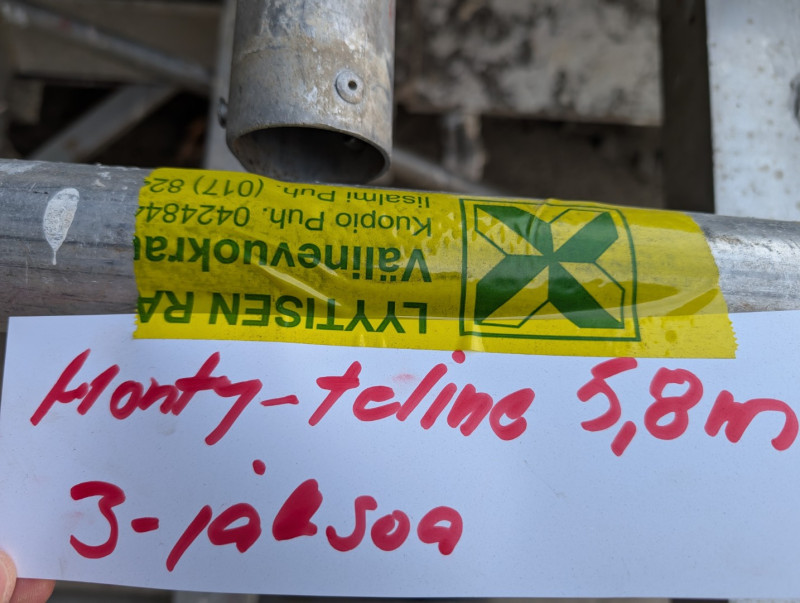 LYYTISEN RA
Välinevuokra
Kuopio Puh. 0424844
Iisalmi Puh. (017) 82
Monty-teline 5,8m
3-jaksoa